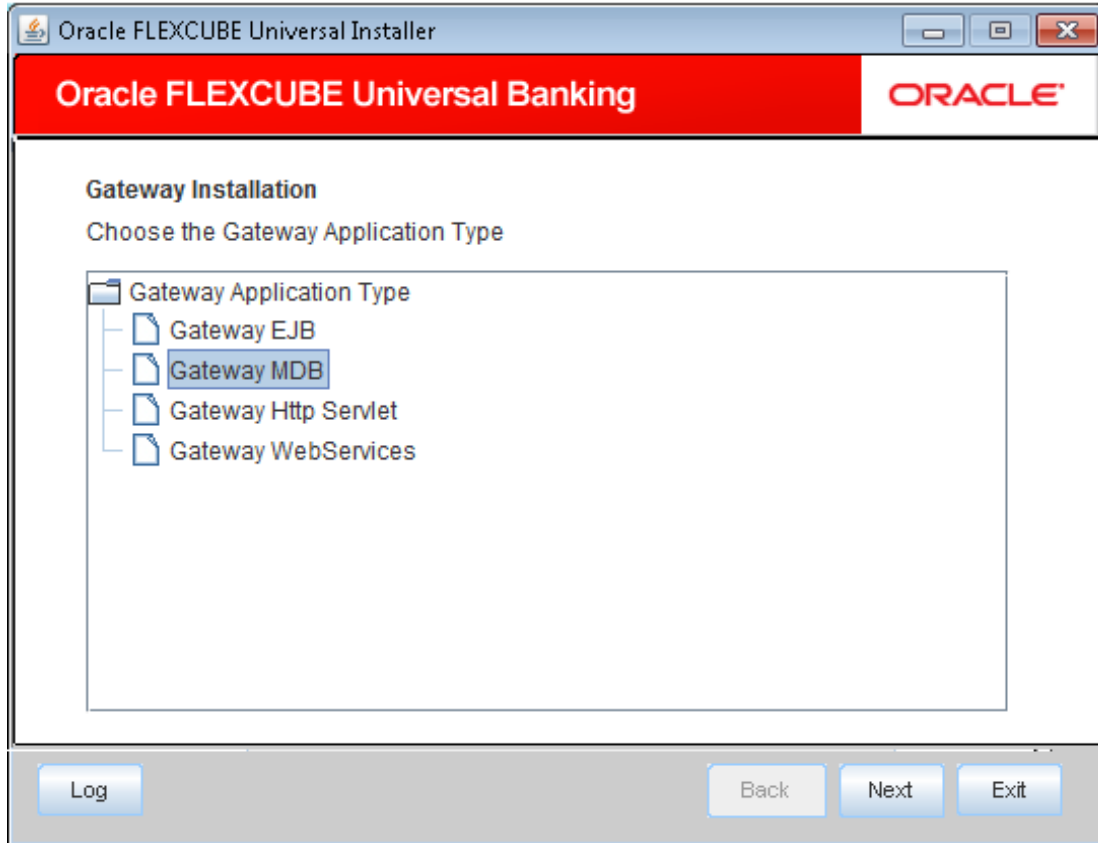 Oracle FLEXCUBE Universal Installer
Oracle FLEXCUBE Universal Banking
ORACLE
Gateway Installation
Choose the Gateway Application Type
Gateway Application Type
Gateway EJB
Gateway MDB
Gateway Http Servlet
Gateway WebServices
Log
Back
Next
Exit